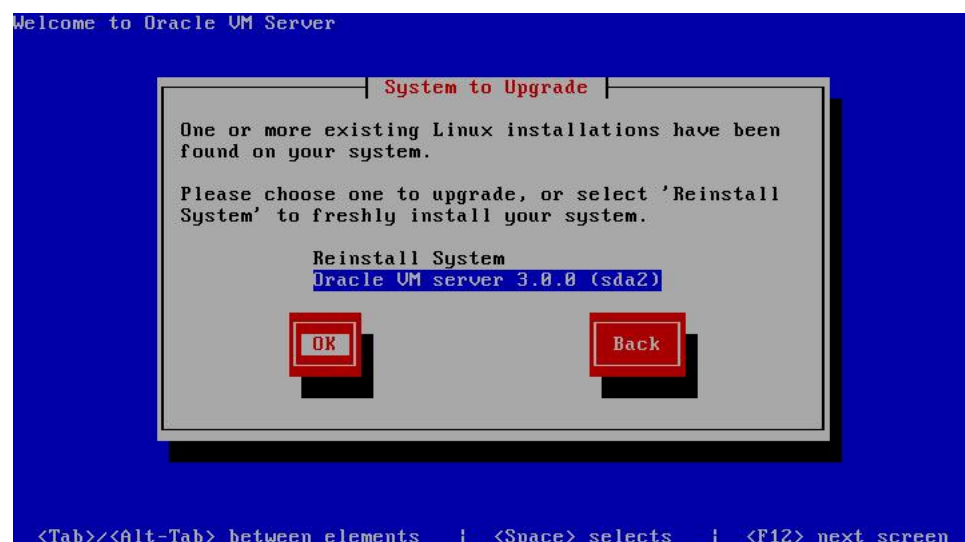 Welcome to Oracle VM Server
System to Upgrade
One or more existing Linux installations have been
found on your system.
Please choose one to upgrade, or select 'Reinstall
System' to freshly install your system.
Reinstall System
Oracle VM server 3.0.0 (sda2)
OK Back
<Tab>/<Alt-Tab> between elements | <Space> selects | <F12> next screen